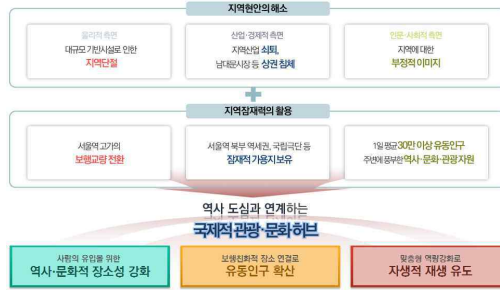 지역현안의 해소
물리적 측면
대규모 기반시설로 인한
지역단절
산업·경제적 측면
지역산업 쇠퇴,
남대문시장 등 상권 침체
인문·사회적 측면
지역에 대한
부정적 이미지
지역잠재력의 활용
서울역 고가의
보행교량 전환
서울역 북부 역세권, 국립극단 등
잠재적 가용지 보유
1일 평균 30만 이상 유동인구
주변에 풍부한 역사·문화·관광자원
역사 도심과 연계하는
국제적 관광·문화 허브
사람의 유입을 위한
역사·문화적 장소성 강화
보행친화적 장소 연결로
유동인구 확산
맞춤형 역량강화로
자생적 재생 유도